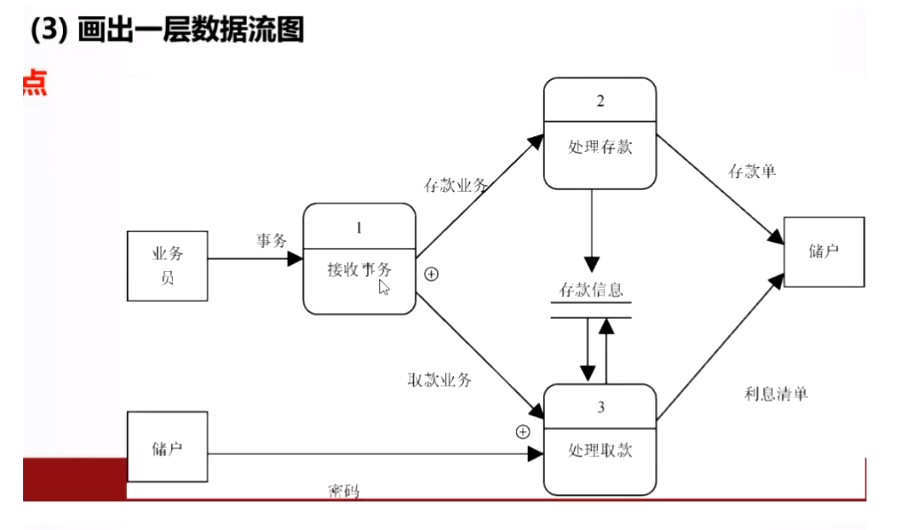 (3) 画出一层数据流图
点
2
处理存款
存款业务
存款单
1
接收事务
事务
业务
员
储户
存款信息
取款业务
利息清单
3
处理取款
储户
密码